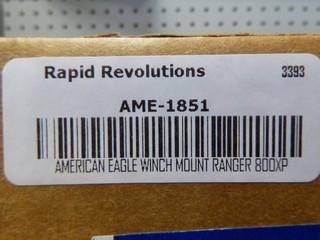 Rapid Revolutions 3393
AME-1851
AMERICAN EAGLE WINCH MOUNT RANGER 800XP